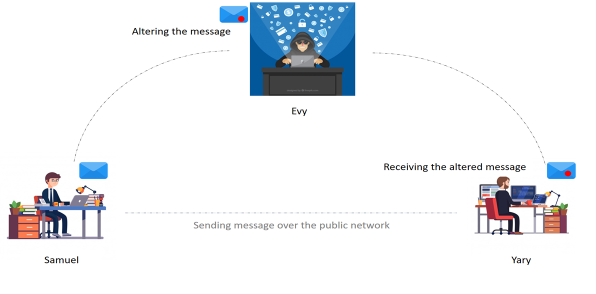 Altering the message
Evy
Receiving the altered message
Sending message over the public network
Samuel
Yary